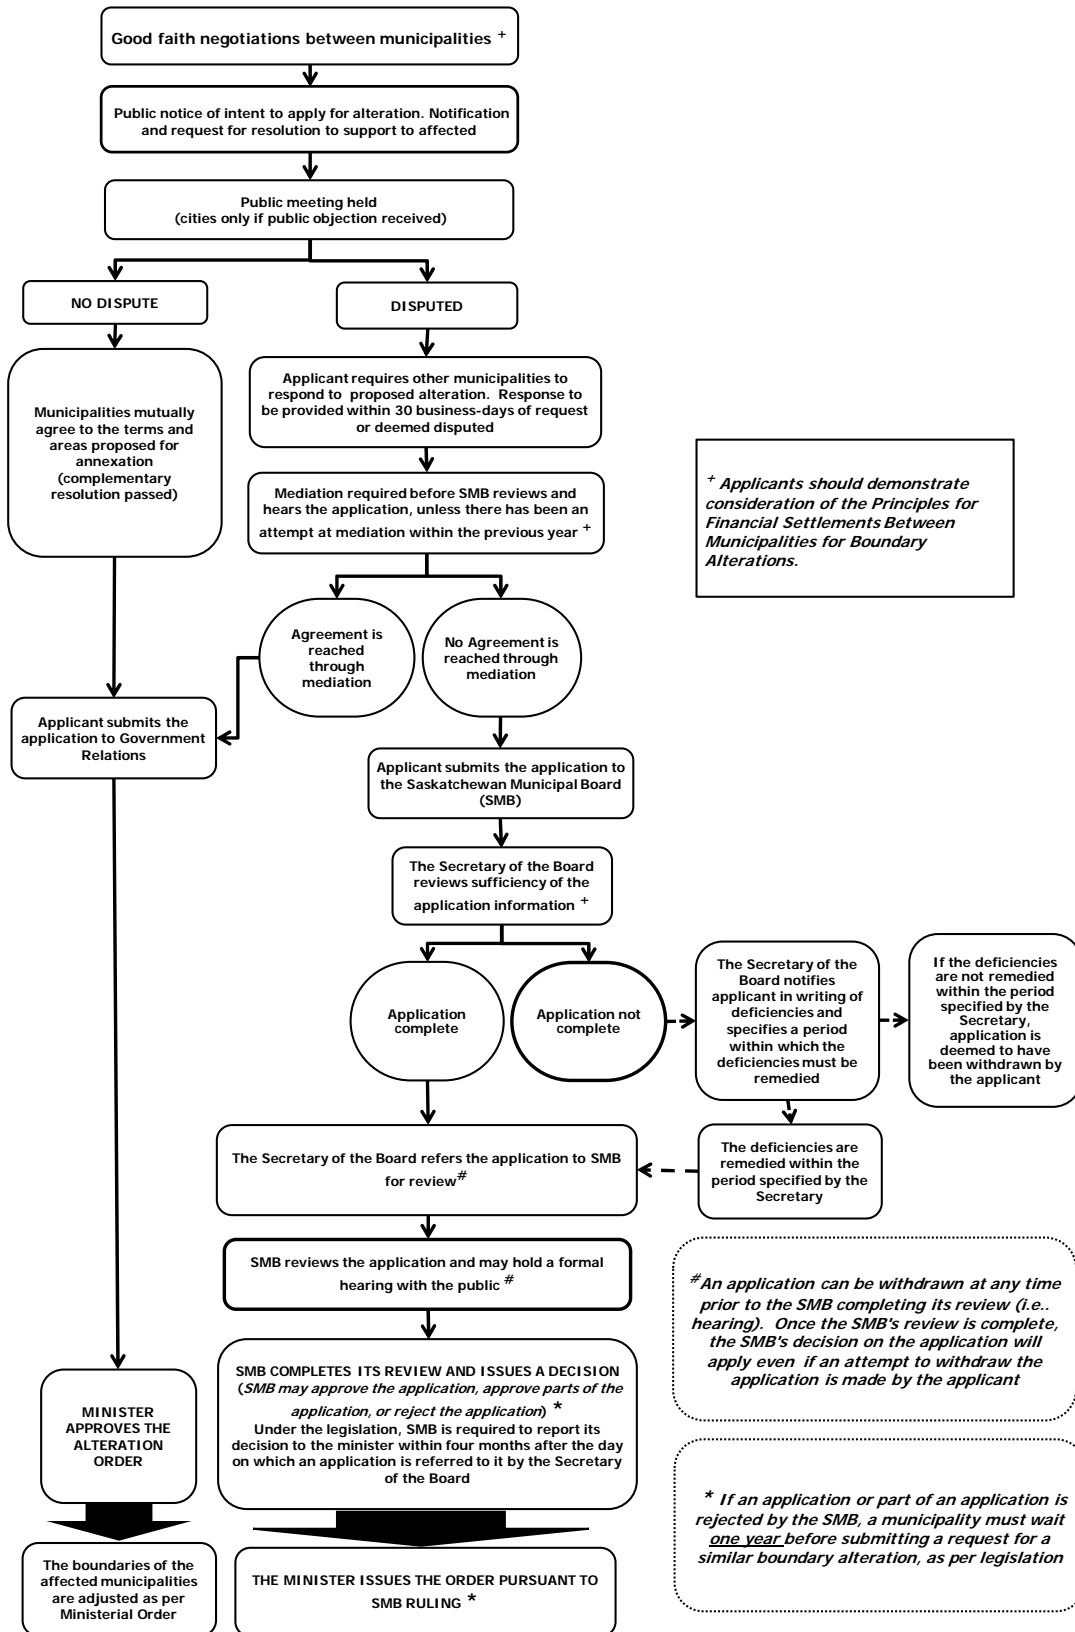 Good faith negotiations between municipalities +
Public notice of intent to apply for alteration. Notification
and request for resolution to support to affected
Public meeting held
(cities only if public objection received)
NO DISPUTE
DISPUTED
Municipalities mutually
agree to the terms and
areas proposed for
annexation
(complementary
resolution passed)
Applicant requires other municipalities to
respond to proposed alteration. Response to
be provided within 30 business-days of request
or deemed disputed
Mediation required before SMB reviews and
hears the application, unless there has been an
attempt at mediation within the previous year +
+ Applicants should demonstrate
consideration of the Principles for
Financial Settlements Between
Municipalities for Boundary
Alterations.
Agreement is
reached
through
mediation
No Agreement is
reached through
mediation
Applicant submits the
application to Government
Relations
Applicant submits the application to
the Saskatchewan Municipal Board
(SMB)
The Secretary of the Board
reviews sufficiency of the
application information +
Application
complete
Application not
complete
The Secretary of the
Board notifies
applicant in writing of
deficiencies and
specifies a period
within which the
deficiencies must be
remedied
If the deficiencies
are not remedied
within the period
specified by the
Secretary,
application is
deemed to have
been withdrawn by
the applicant
The Secretary of the Board refers the application to SMB
for review#
The deficiencies are
remedied within the
period specified by the
Secretary
SMB reviews the application and may hold a formal
hearing with the public #
#An application can be withdrawn at any time
prior to the SMB completing its review (i.e..
hearing). Once the SMB's review is complete,
the SMB's decision on the application will
apply even if an attempt to withdraw the
application is made by the applicant
MINISTER
APPROVES THE
ALTERATION
ORDER
SMB COMPLETES ITS REVIEW AND ISSUES A DECISION
(SMB may approve the application, approve parts of the
application, or reject the application) *
Under the legislation, SMB is required to report its
decision to the minister within four months after the day
on which an application is referred to it by the Secretary
of the Board
* If an application or part of an application is
rejected by the SMB, a municipality must wait
one year before submitting a request for a
similar boundary alteration, as per legislation
The boundaries of the
affected municipalities
are adjusted as per
Ministerial Order
THE MINISTER ISSUES THE ORDER PURSUANT TO
SMB RULING *